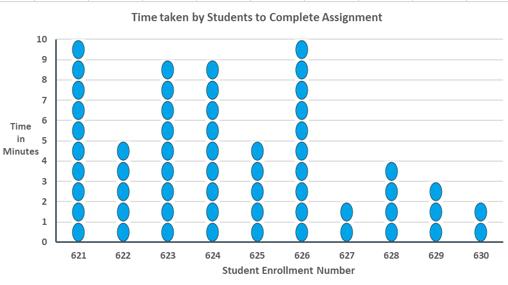 Time taken by Students to Complete Assignment
10
9
8
7
6
5
4
3
2
1
0
Time
in
Minutes
621 622 623 624 625 626 627 628 629 630
Student Enrollment Number